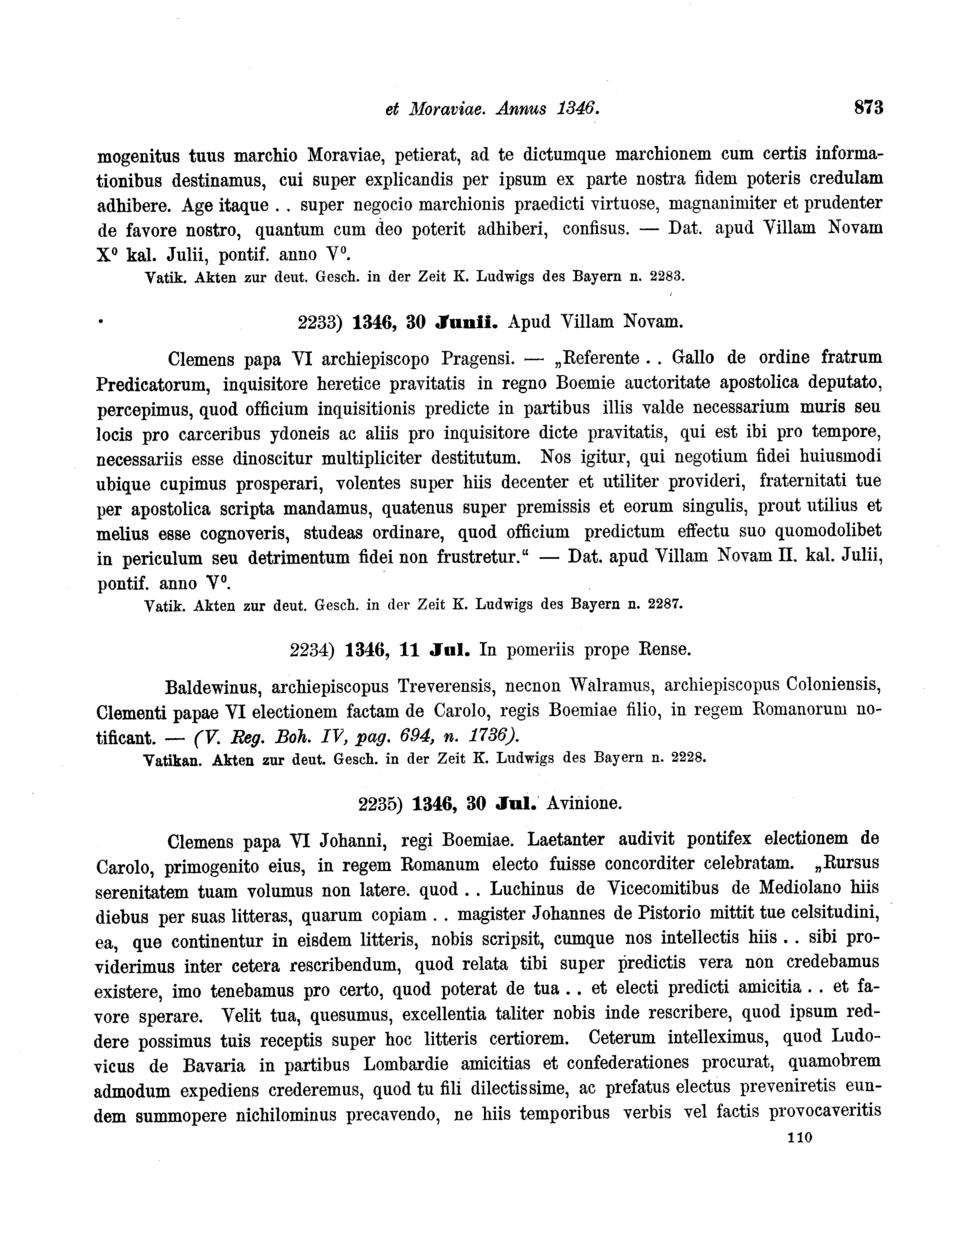 et Moraviae. Annus 1346. 873
mogenitus tuus marchio Moraviae, petierat, ad te dictumque marchionem cum certis informa-
tionibus destinamus, cui super explicandis per ipsum ex parte nostra fidem poteris credulam
adhibere. Age itaque . . super negocio marchionis praedicti virtuose, magnanimiter et prudenter
de favore nostro, quantum cum deo poterit adhiberi, confisus. — Dat. apud Villam Novam
X⁰ kal. Julii, pontif. anno V⁰.
Vatik. Akten zur deut. Gesch. in der Zeit K. Ludwigs des Bayern n. 2283.
2233) 1346, 30 Junii. Apud Villam Novam.
Clemens papa VI archiepiscopo Pragensi. — „Referente . . Gallo de ordine fratrum
Predicatorum, inquisitore heretice pravitatis in regno Boemie auctoritate apostolica deputato,
percepimus, quod officium inquisitionis predicte in partibus illis valde necessarium muris seu
locis pro carceribus ydoneis ac aliis pro inquisitore dicte pravitatis, qui est ibi pro tempore,
necessariis esse dinoscitur multipliciter destitutum. Nos igitur, qui negotium fidei huiusmodi
ubique cupimus prosperari, volentes super hiis decenter et utiliter provideri, fraternitati tue
per apostolica scripta mandamus, quatenus super premissis et eorum singulis, prout utilius et
melius esse cognoveris, studeas ordinare, quod officium predictum effectu suo quomodolibet
in periculum seu detrimentum fidei non frustretur.“ — Dat. apud Villam Novam II. kal. Julii,
pontif. anno V⁰.
Vatik. Akten zur deut. Gesch. in der Zeit K. Ludwigs des Bayern n. 2287.
2234) 1346, 11 Jul. In pomeriis prope Rense.
Baldewinus, archiepiscopus Treverensis, necnon Walramus, archiepiscopus Coloniensis,
Clementi papae VI electionem factam de Carolo, regis Boemiae filio, in regem Romanorum no-
tificant. — (V. Reg. Boh. IV, pag. 694, n. 1736).
Vatikan. Akten zur deut. Gesch. in der Zeit K. Ludwigs des Bayern n. 2228.
2235) 1346, 30 Jul. Avinione.
Clemens papa VI Johanni, regi Boemiae. Laetanter audivit pontifex electionem de
Carolo, primogenito eius, in regem Romanum electo fuisse concorditer celebratam. „Rursus
serenitatem tuam volumus non latere. quod . . Luchinus de Vicecomitibus de Mediolano hiis
diebus per suas litteras, quarum copiam . . magister Johannes de Pistorio mittit tue celsitudini,
ea, que continentur in eisdem litteris, nobis scripsit, cumque nos intellectis hiis . . sibi pro-
viderimus inter cetera rescribendum, quod relata tibi super predictis vera non credebamus
existere, imo tenebamus pro certo, quod poterat de tua . . et electi predicti amicitia . . et fa-
vore sperare. Velit tua, quesumus, excellentia taliter nobis inde rescribere, quod ipsum red-
dere possimus tuis receptis super hoc litteris certiorem. Ceterum intelleximus, quod Ludo-
vicus de Bavaria in partibus Lombardie amicitias et confederationes procurat, quamobrem
admodum expediens crederemus, quod tu fili dilectissime, ac prefatus electus preveniretis eun-
dem summopere nichilominus precavendo, ne hiis temporibus verbis vel factis provocaveritis
110